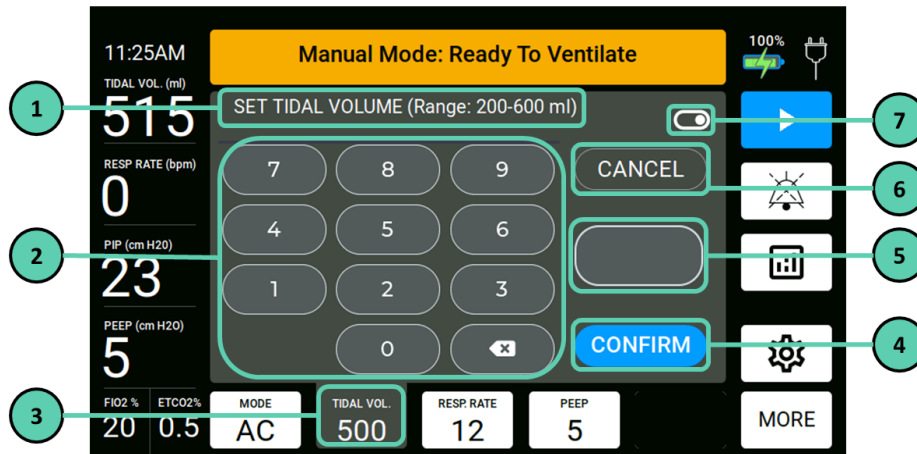 11:25AM
Manual Mode: Ready To Ventilate
100%
TIDAL VOL. (ml)
515
SET TIDAL VOLUME (Range: 200-600 ml)
1
7
RESP RATE (bpm)
0
7 8 9
CANCEL
6
4 5 6
PIP (cm H20)
23
2
5
1 2 3
PEEP (cm H2O)
5
0
CONFIRM
4
3
FIO2 %
20
ETCO2%
0.5
MODE
AC
TIDAL VOL.
500
RESP. RATE
12
PEEP
5
MORE